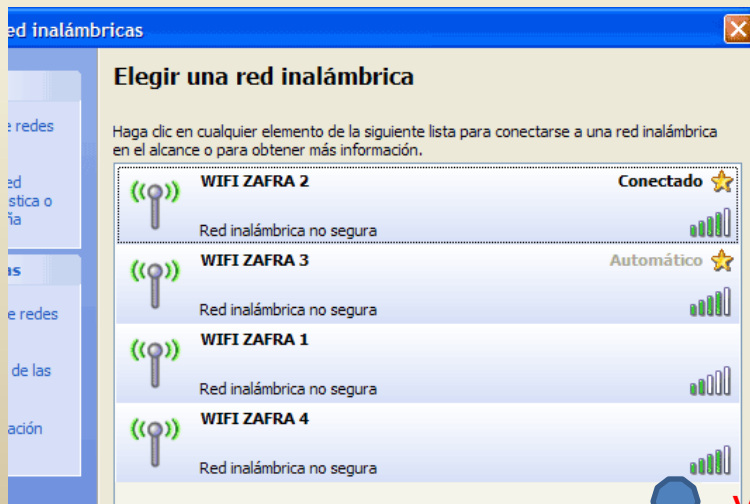 ed inalámbricas
e redes
ed
stica o
ña
as
e redes
de las
ación
Elegir una red inalámbrica
Haga clic en cualquier elemento de la siguiente lista para conectarse a una red inalámbrica
en el alcance o para obtener más información.
WIFI ZAFRA 2 Conectado
Red inalámbrica no segura
WIFI ZAFRA 3 Automático
Red inalámbrica no segura
WIFI ZAFRA 1
Red inalámbrica no segura
WIFI ZAFRA 4
Red inalámbrica no segura